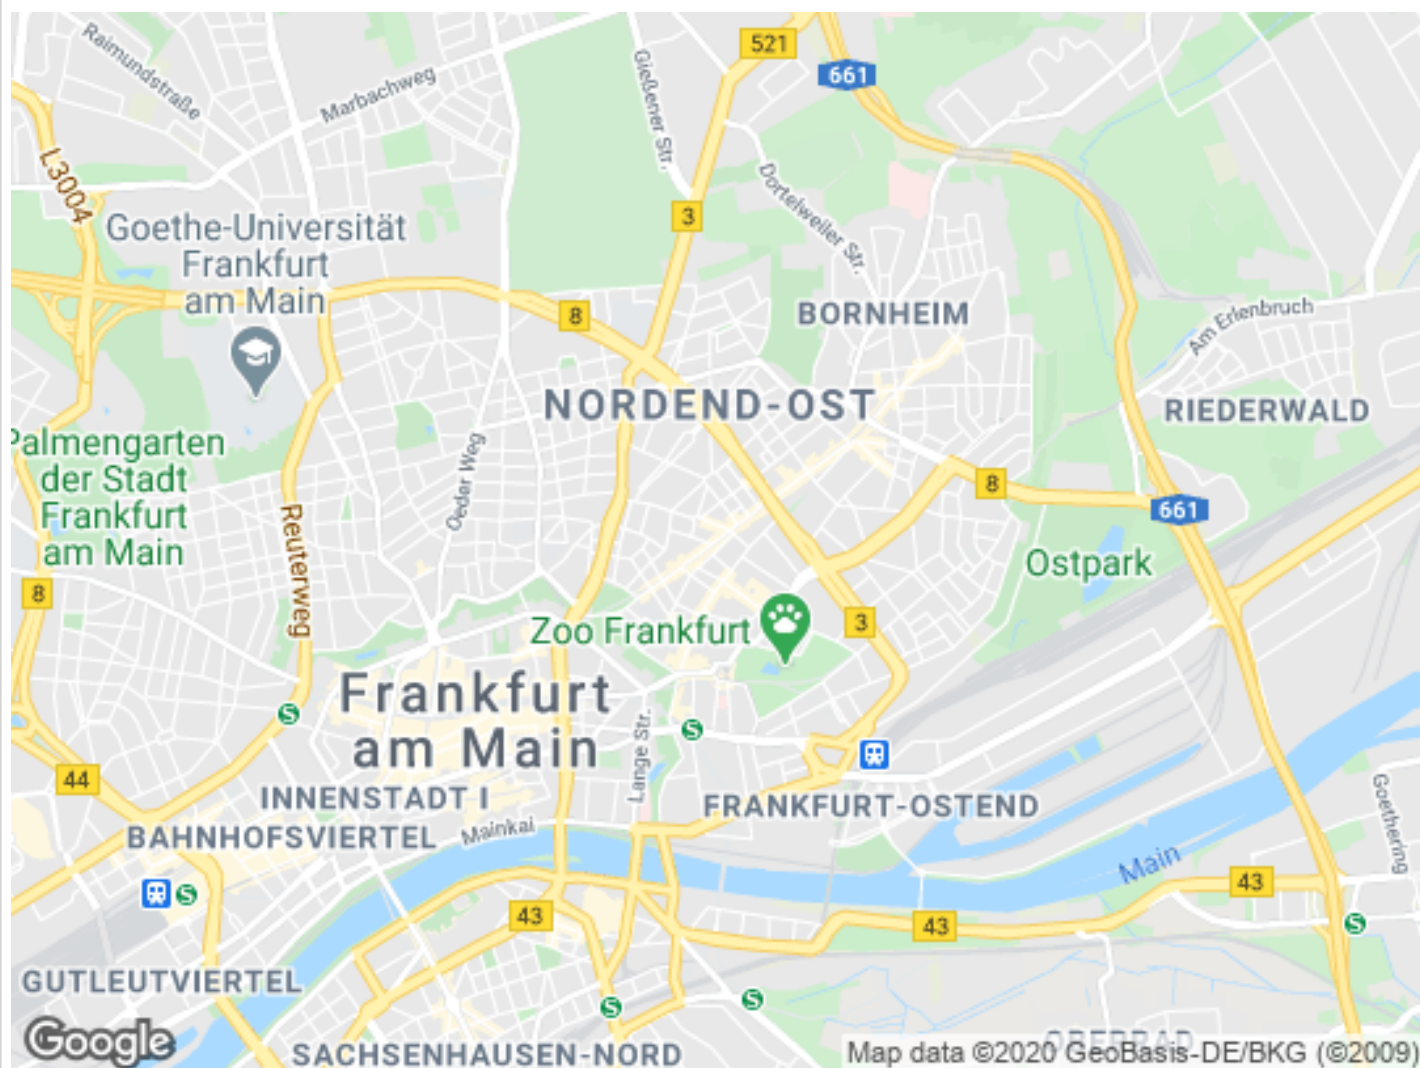 521
661
Raimundstraße
Marbachweg
Gießener Str.
L3004
Dortelweiler Str.
3
Goethe-Universität
Frankfurt
am Main
8
BORNHEIM
Am Erlenbruch
NORDEND-OST
RIEDERWALD
Palmengarten
der Stadt
Frankfurt
am Main
Oeder Weg
8
661
Reuterweg
Ostpark
8
Zoo Frankfurt
3
Frankfurt
am Main
S
S
Lange Str.
44
INNENSTADT I
FRANKFURT-OSTEND
Goethering
BAHNHOFSVIERTEL
Mainkai
Main
43
S
43
43
S
GUTLEUTVIERTEL
S
S
Google
SACHSENHAUSEN-NORD
OBERRAD
Map data ©2020 GeoBasis-DE/BKG (©2009)